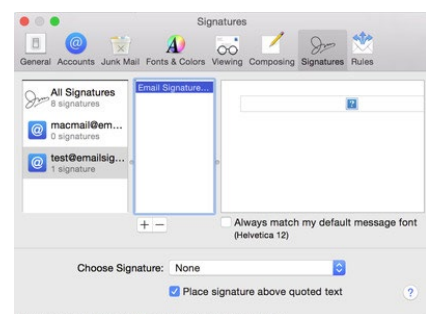 Signatures
General Accounts Junk Mail Fonts & Colors Viewing Composing Signatures Rules
All Signatures
8 signatures
macmail@em...
0 signatures
test@emailsig...
1 signature
Email Signature...
Always match my default message font
(Helvetica 12)
Choose Signature: None
Place signature above quoted text
?